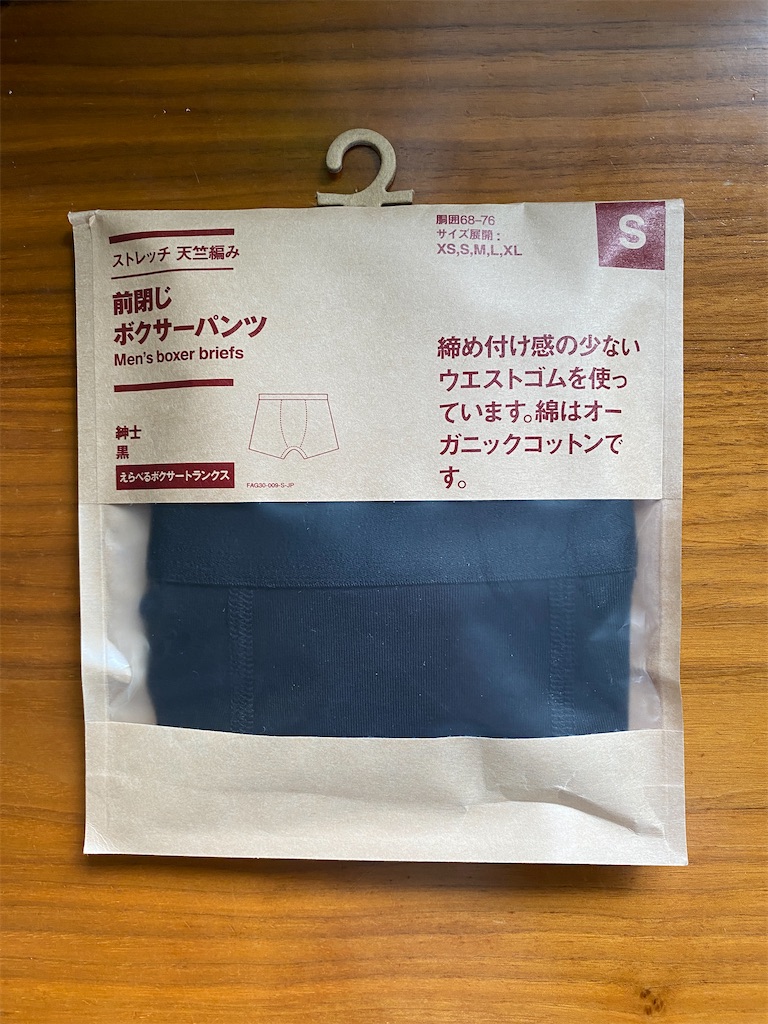 ストレッチ 天竺編み
前閉じ
ボクサーパンツ
Men's boxer briefs
紳士
黒
えらべるボクサートランクス
FAG30-009-S-JP
胴囲68-76
サイズ展開:
XS,S,M,L,XL
S
締め付け感の少ない
ウエストゴムを使っ
ています。綿はオー
ガニックコットンで
す。